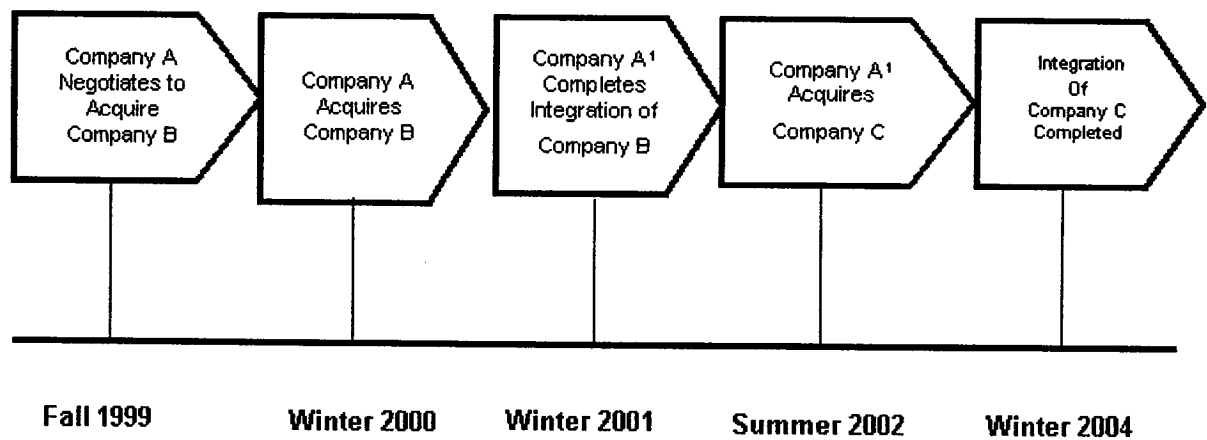 Company A
Negotiates to
Acquire
Company B
Company A
Acquires
Company B
Company A¹
Completes
Integration of
Company B
Company A¹
Acquires
Company C
Integration
Of
Company C
Completed
Fall 1999
Winter 2000
Winter 2001
Summer 2002
Winter 2004